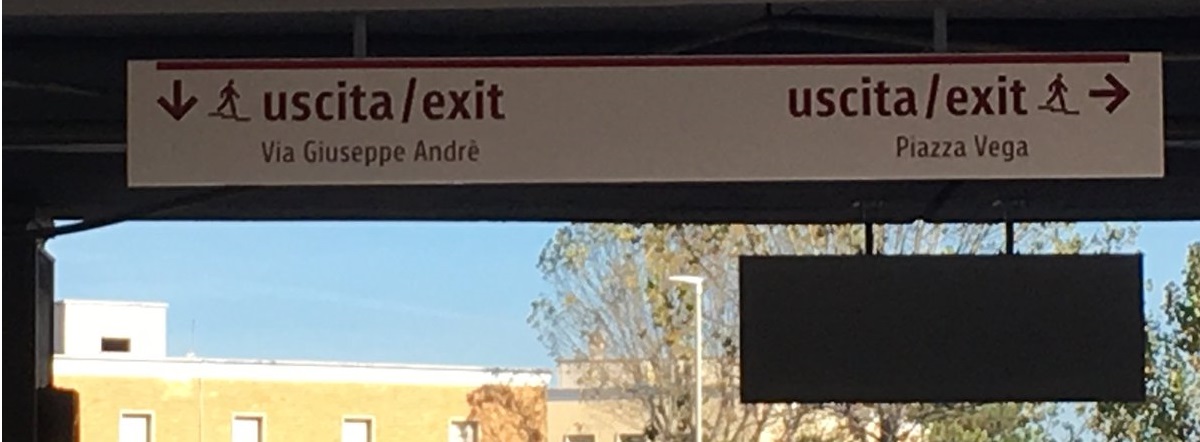 uscita/exit
Via Giuseppe Andrè
uscita/exit
Piazza Vega